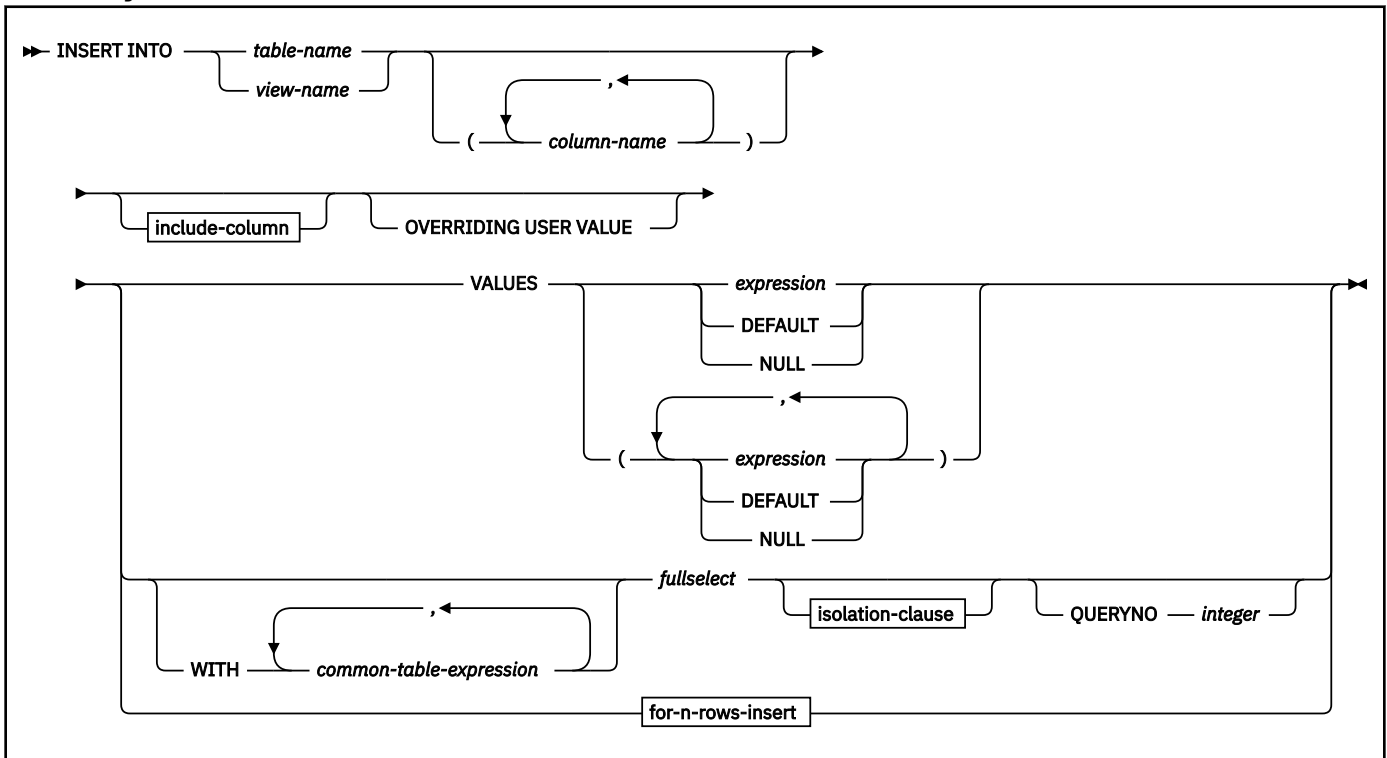 INSERT INTO table-name
view-name
,
( column-name )
include-column OVERRIDING USER VALUE
VALUES expression
DEFAULT
NULL
,
( expression )
DEFAULT
NULL
fullselect
isolation-clause QUERYNO integer
,
WITH common-table-expression
for-n-rows-insert